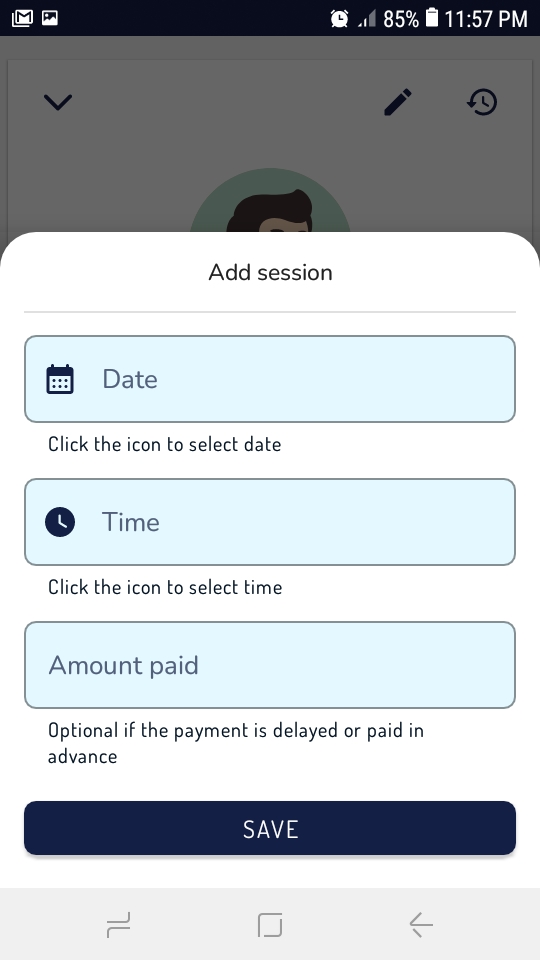 85% 11:57 PM
Add session
Date
Click the icon to select date
Time
Click the icon to select time
Amount paid
Optional if the payment is delayed or paid in
advance
SAVE